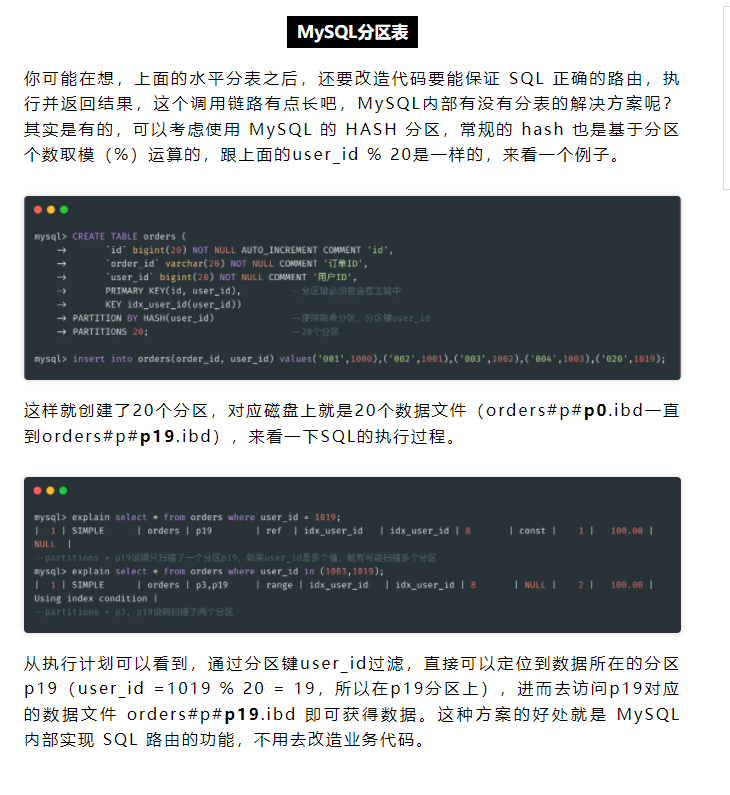 MySQL分区表
你可能在想，上面的水平分表之后，还要改造代码要能保证 SQL 正确的路由，执
行并返回结果，这个调用链路有点长吧，MySQL内部有没有分表的解决方案呢？
其实是有的，可以考虑使用 MySQL 的 HASH 分区，常规的 hash 也是基于分区
个数取模（%）运算的，跟上面的user_id % 20是一样的，来看一个例子。
mysql> CREATE TABLE orders (
→ `id` bigint(20) NOT NULL AUTO_INCREMENT COMMENT 'id',
→ `order_id` varchar(20) NOT NULL COMMENT '订单ID',
→ `user_id` bigint(20) NOT NULL COMMENT '用户ID',
→ PRIMARY KEY(id, user_id), --分区键必须包含在主键中
→ KEY idx_user_id(user_id))
→ PARTITION BY HASH(user_id) --使用哈希分区，分区键user_id
→ PARTITIONS 20; --20个分区
mysql> insert into orders(order_id, user_id) values('001',1000),('002',1001),('003',1002),('004',1003),('020',1019);
这样就创建了20个分区，对应磁盘上就是20个数据文件（orders#p#p0.ibd一直
到orders#p#p19.ibd），来看一下SQL的执行过程。
mysql> explain select * from orders where user_id = 1019;
| 1 | SIMPLE | orders | p19 | ref | idx_user_id | idx_user_id | 8 | const | 1 | 100.00 |
NULL |
--partitions = p19说明只扫描了一个分区p19，如果user_id是多个值，就有可能扫描多个分区
mysql> explain select * from orders where user_id in (1003,1019);
| 1 | SIMPLE | orders | p3,p19 | range | idx_user_id | idx_user_id | 8 | NULL | 2 | 100.00 |
Using index condition |
--partitions = p3, p19说明扫描了两个分区
从执行计划可以看到，通过分区键user_id过滤，直接可以定位到数据所在的分区
p19（user_id =1019 % 20 = 19，所以在p19分区上），进而去访问p19对应
的数据文件 orders#p#p19.ibd 即可获得数据。这种方案的好处就是 MySQL
内部实现 SQL 路由的功能，不用去改造业务代码。